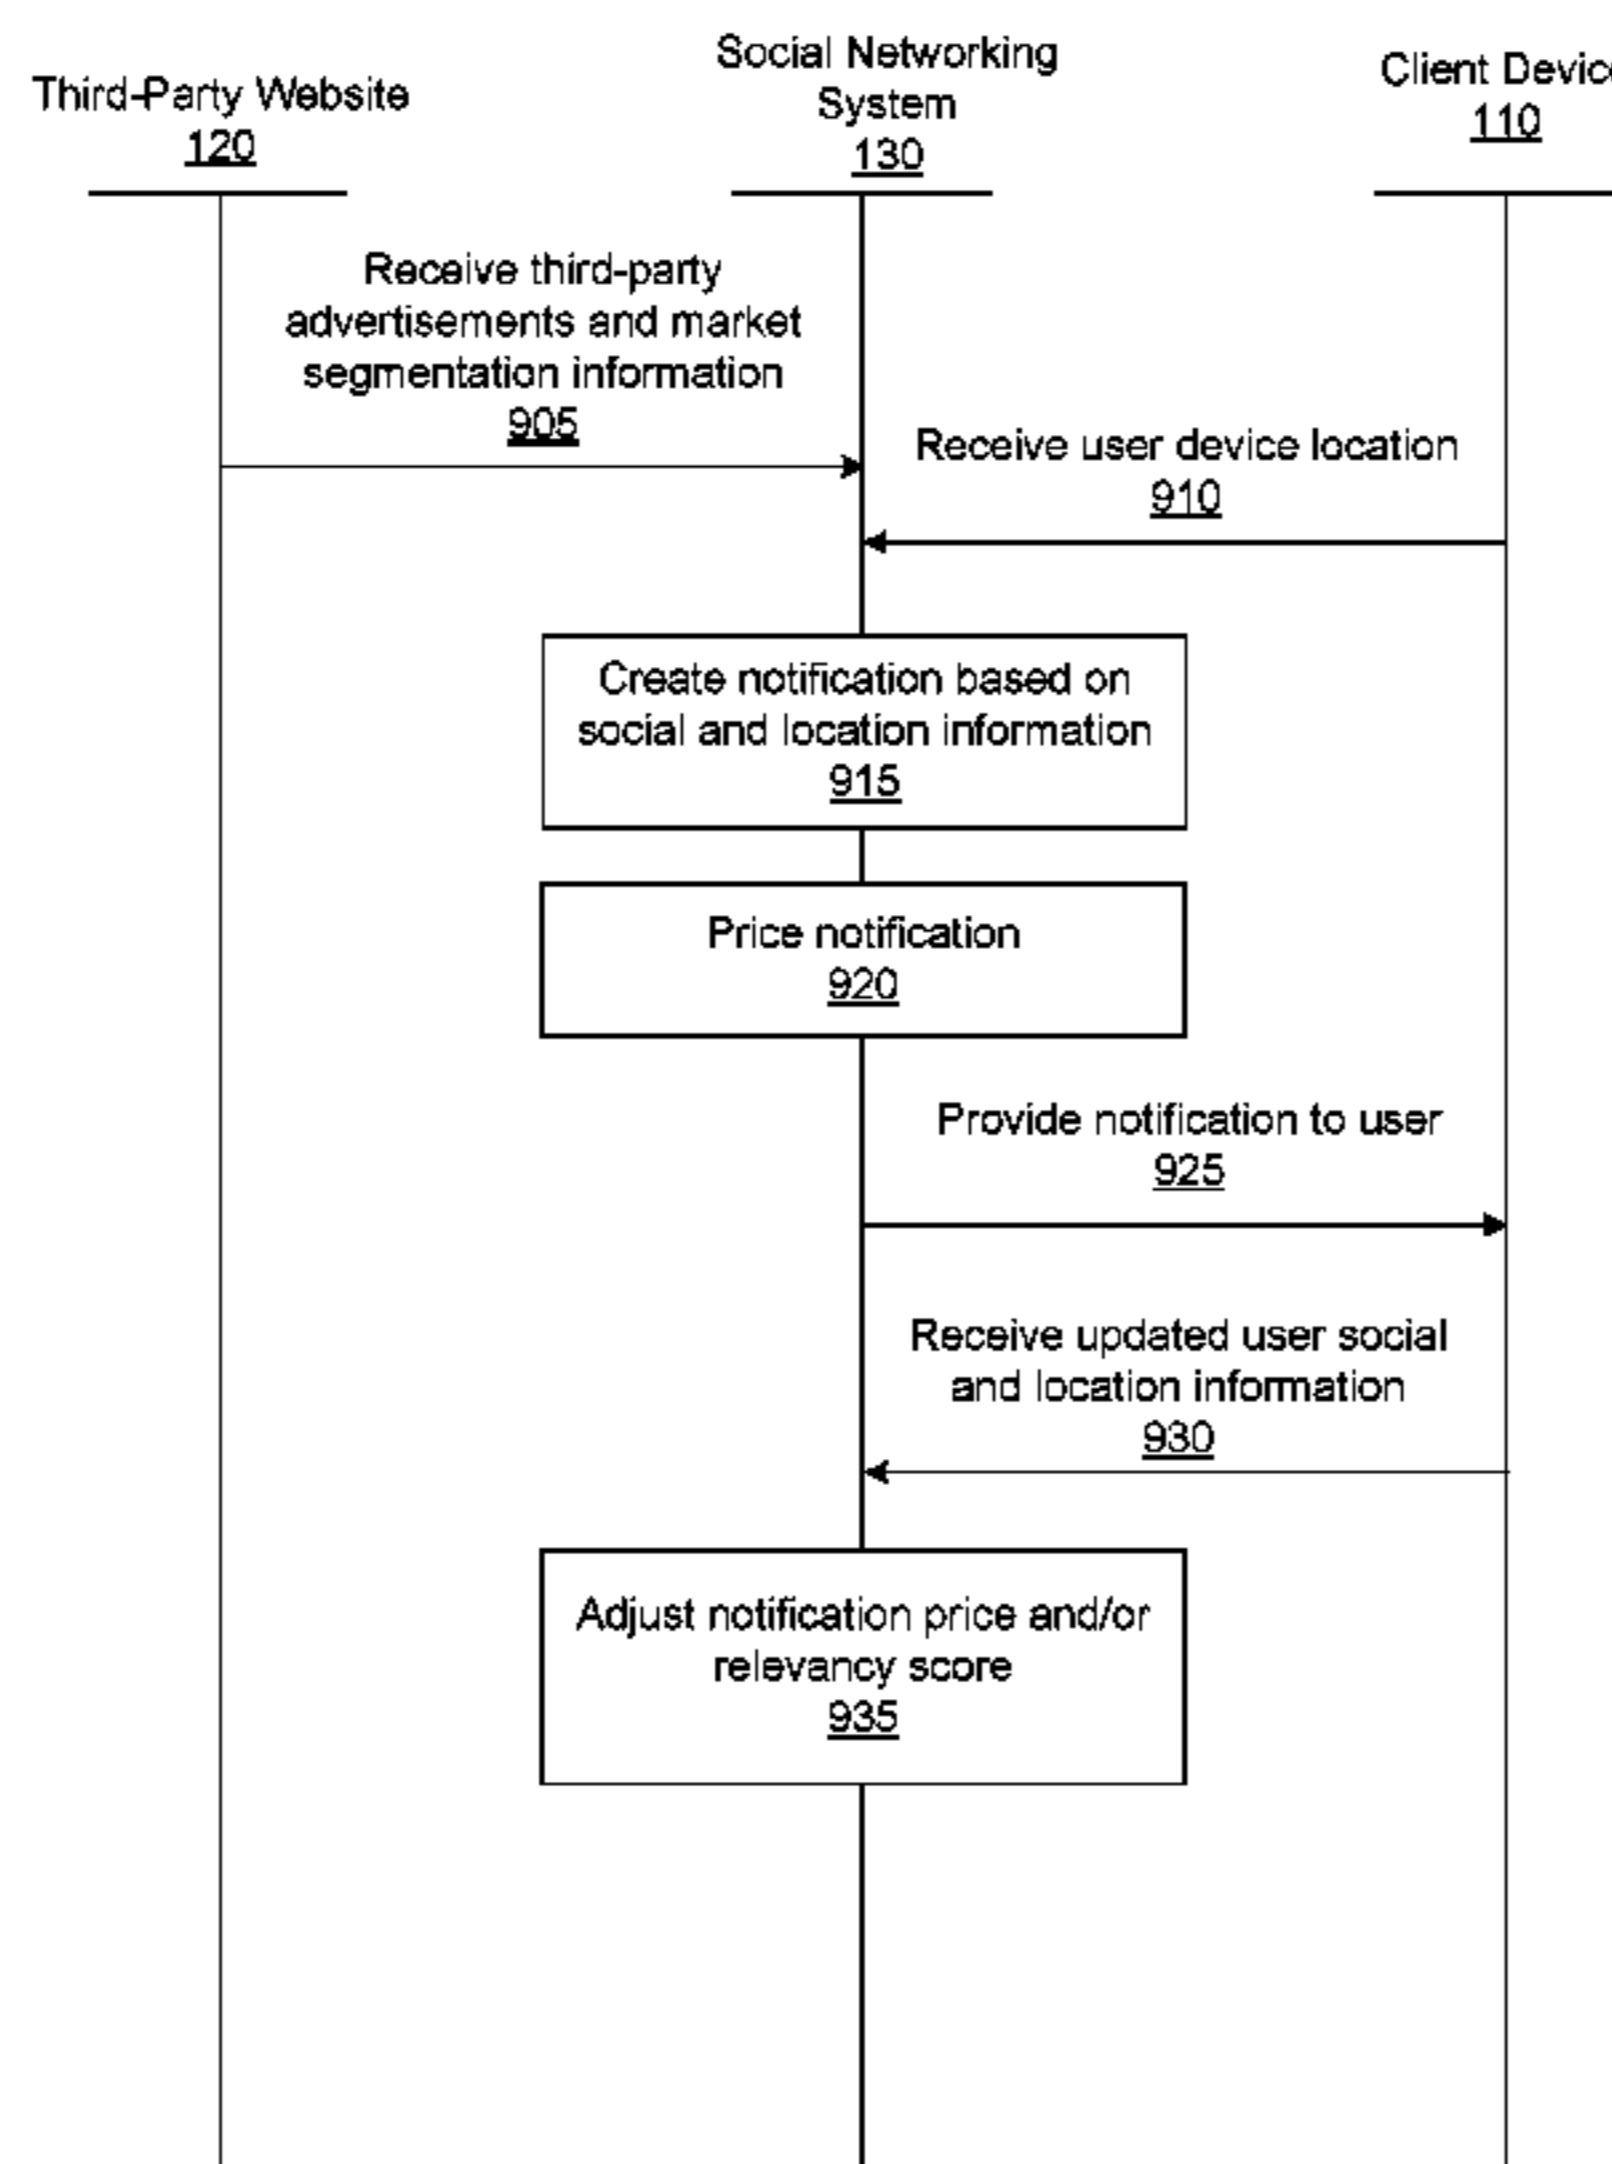 Third-Party Website
120
Social Networking
System
130
Client Devic
110
Receive third-party
advertisements and market
segmentation information
905
Receive user device location
910
Create notification based on
social and location information
915
Price notification
920
Provide notification to user
925
Receive updated user social
and location information
930
Adjust notification price and/or
relevancy score
935